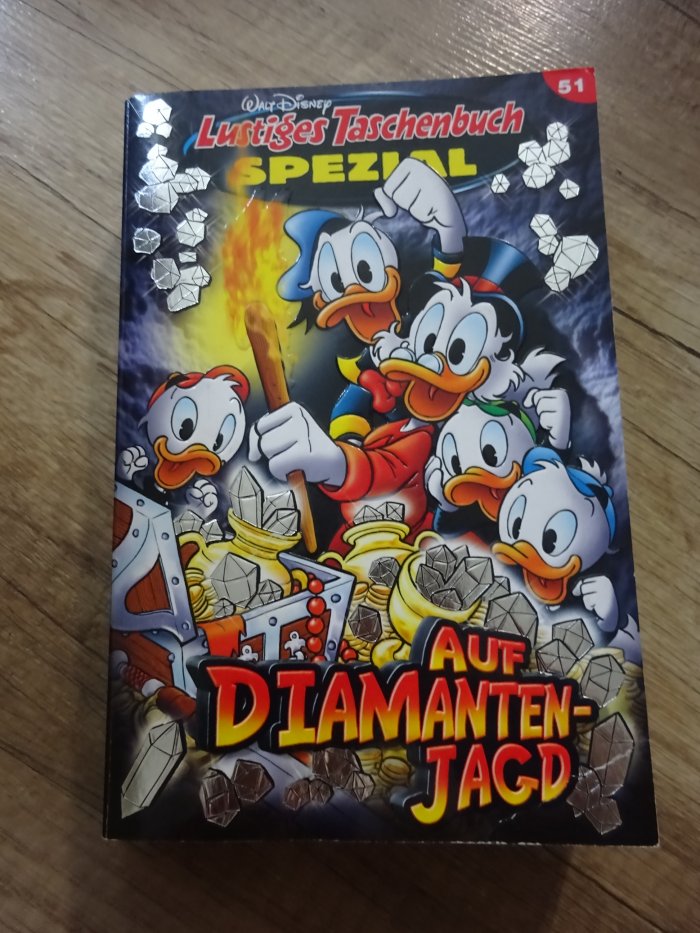 51
WALT DISNEY
LUSTIGES TASCHENBUCH
SPEZIAL
AUF
DIAMANTEN-
JAGD